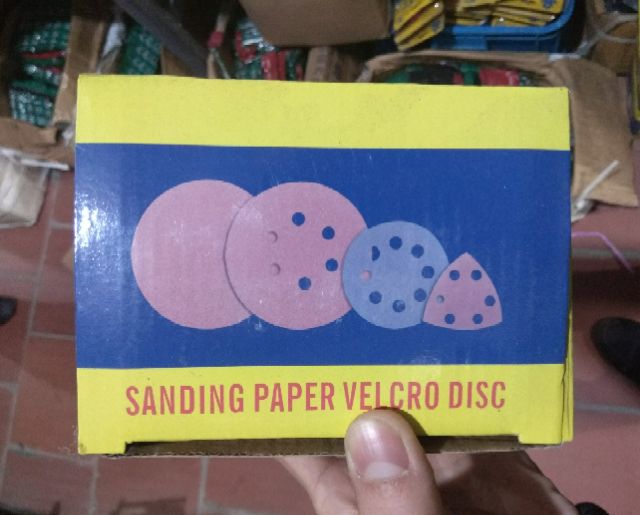 SANDING PAPER VELCRO DISC